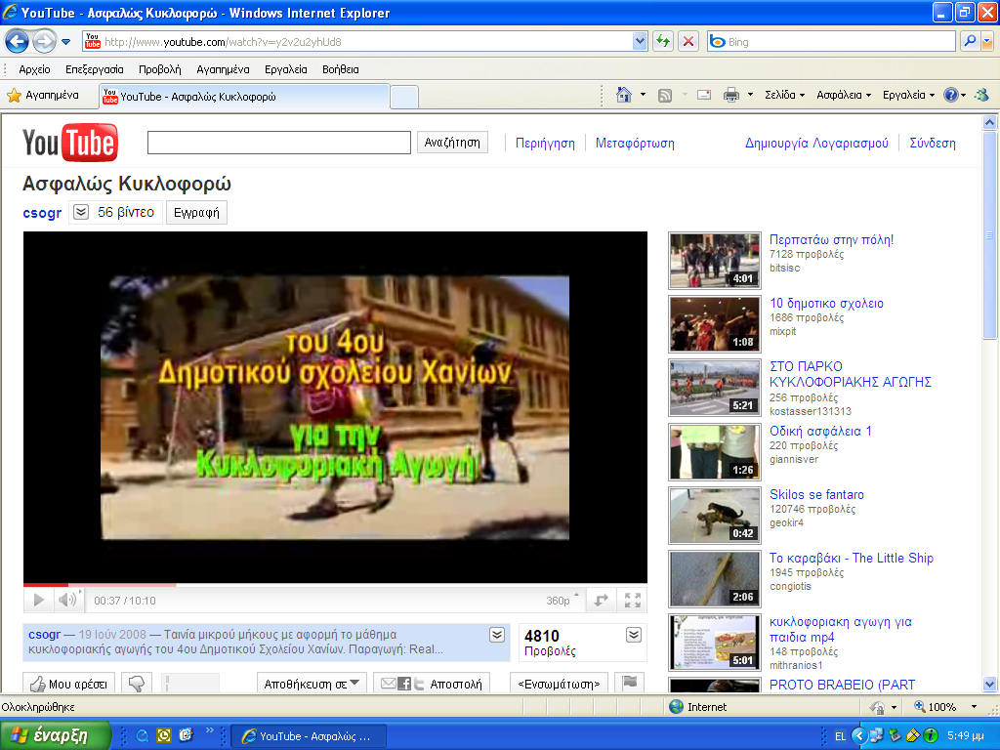 YouTube - Ασφαλώς Κυκλοφορώ - Windows Internet Explorer
You Tube http://www.youtube.com/watch?v=y2v2u2yhUd8
Bing
Αρχείο Επεξεργασία Προβολή Αγαπημένα Εργαλεία Βοήθεια
Αγαπημένα
You Tube YouTube - Ασφαλώς Κυκλοφορώ
Σελίδα Ασφάλεια Εργαλεία
You Tube
Αναζήτηση
Περιήγηση Μεταφόρτωση
Δημιουργία Λογαριασμού Σύνδεση
Ασφαλώς Κυκλοφορώ
csogr 56 βίντεο Εγγραφή
του 4ου
Δημοτικού σχολείου Χανίων
για την
Κυκλοφοριακή Αγωγή
00:37 / 10:10 360p
csogr — 19 Ιούν 2008 — Ταινία μικρού μήκους με αφορμή το μάθημα
κυκλοφοριακής αγωγής του 4ου Δημοτικού Σχολείου Χανίων. Παραγωγή: Real...
4810
Προβολές
Μου αρέσει Αποθήκευση σε Αποστολή <Ενσωμάτωση>
4:01
Περπατάω στην πόλη!
7128 προβολές
bitsisc
1:08
10 δημοτικο σχολειο
1686 προβολές
mixpit
5:21
ΣΤΟ ΠΑΡΚΟ
ΚΥΚΛΟΦΟΡΙΑΚΗΣ ΑΓΩΓΗΣ
256 προβολές
kostasser131313
1:26
Οδική ασφάλεια 1
220 προβολές
giannisver
0:42
Skilos se fantaro
120746 προβολές
geokir4
2:06
Το καραβάκι - The Little Ship
1945 προβολές
congiotis
5:01
κυκλοφοριακη αγωγη για
παιδια mp4
148 προβολές
mithranios1
PROTO BRABEIO (PART
Ολοκληρώθηκε Internet 100%
έναρξη YouTube - Ασφαλώς ... EL 5:49 μμ